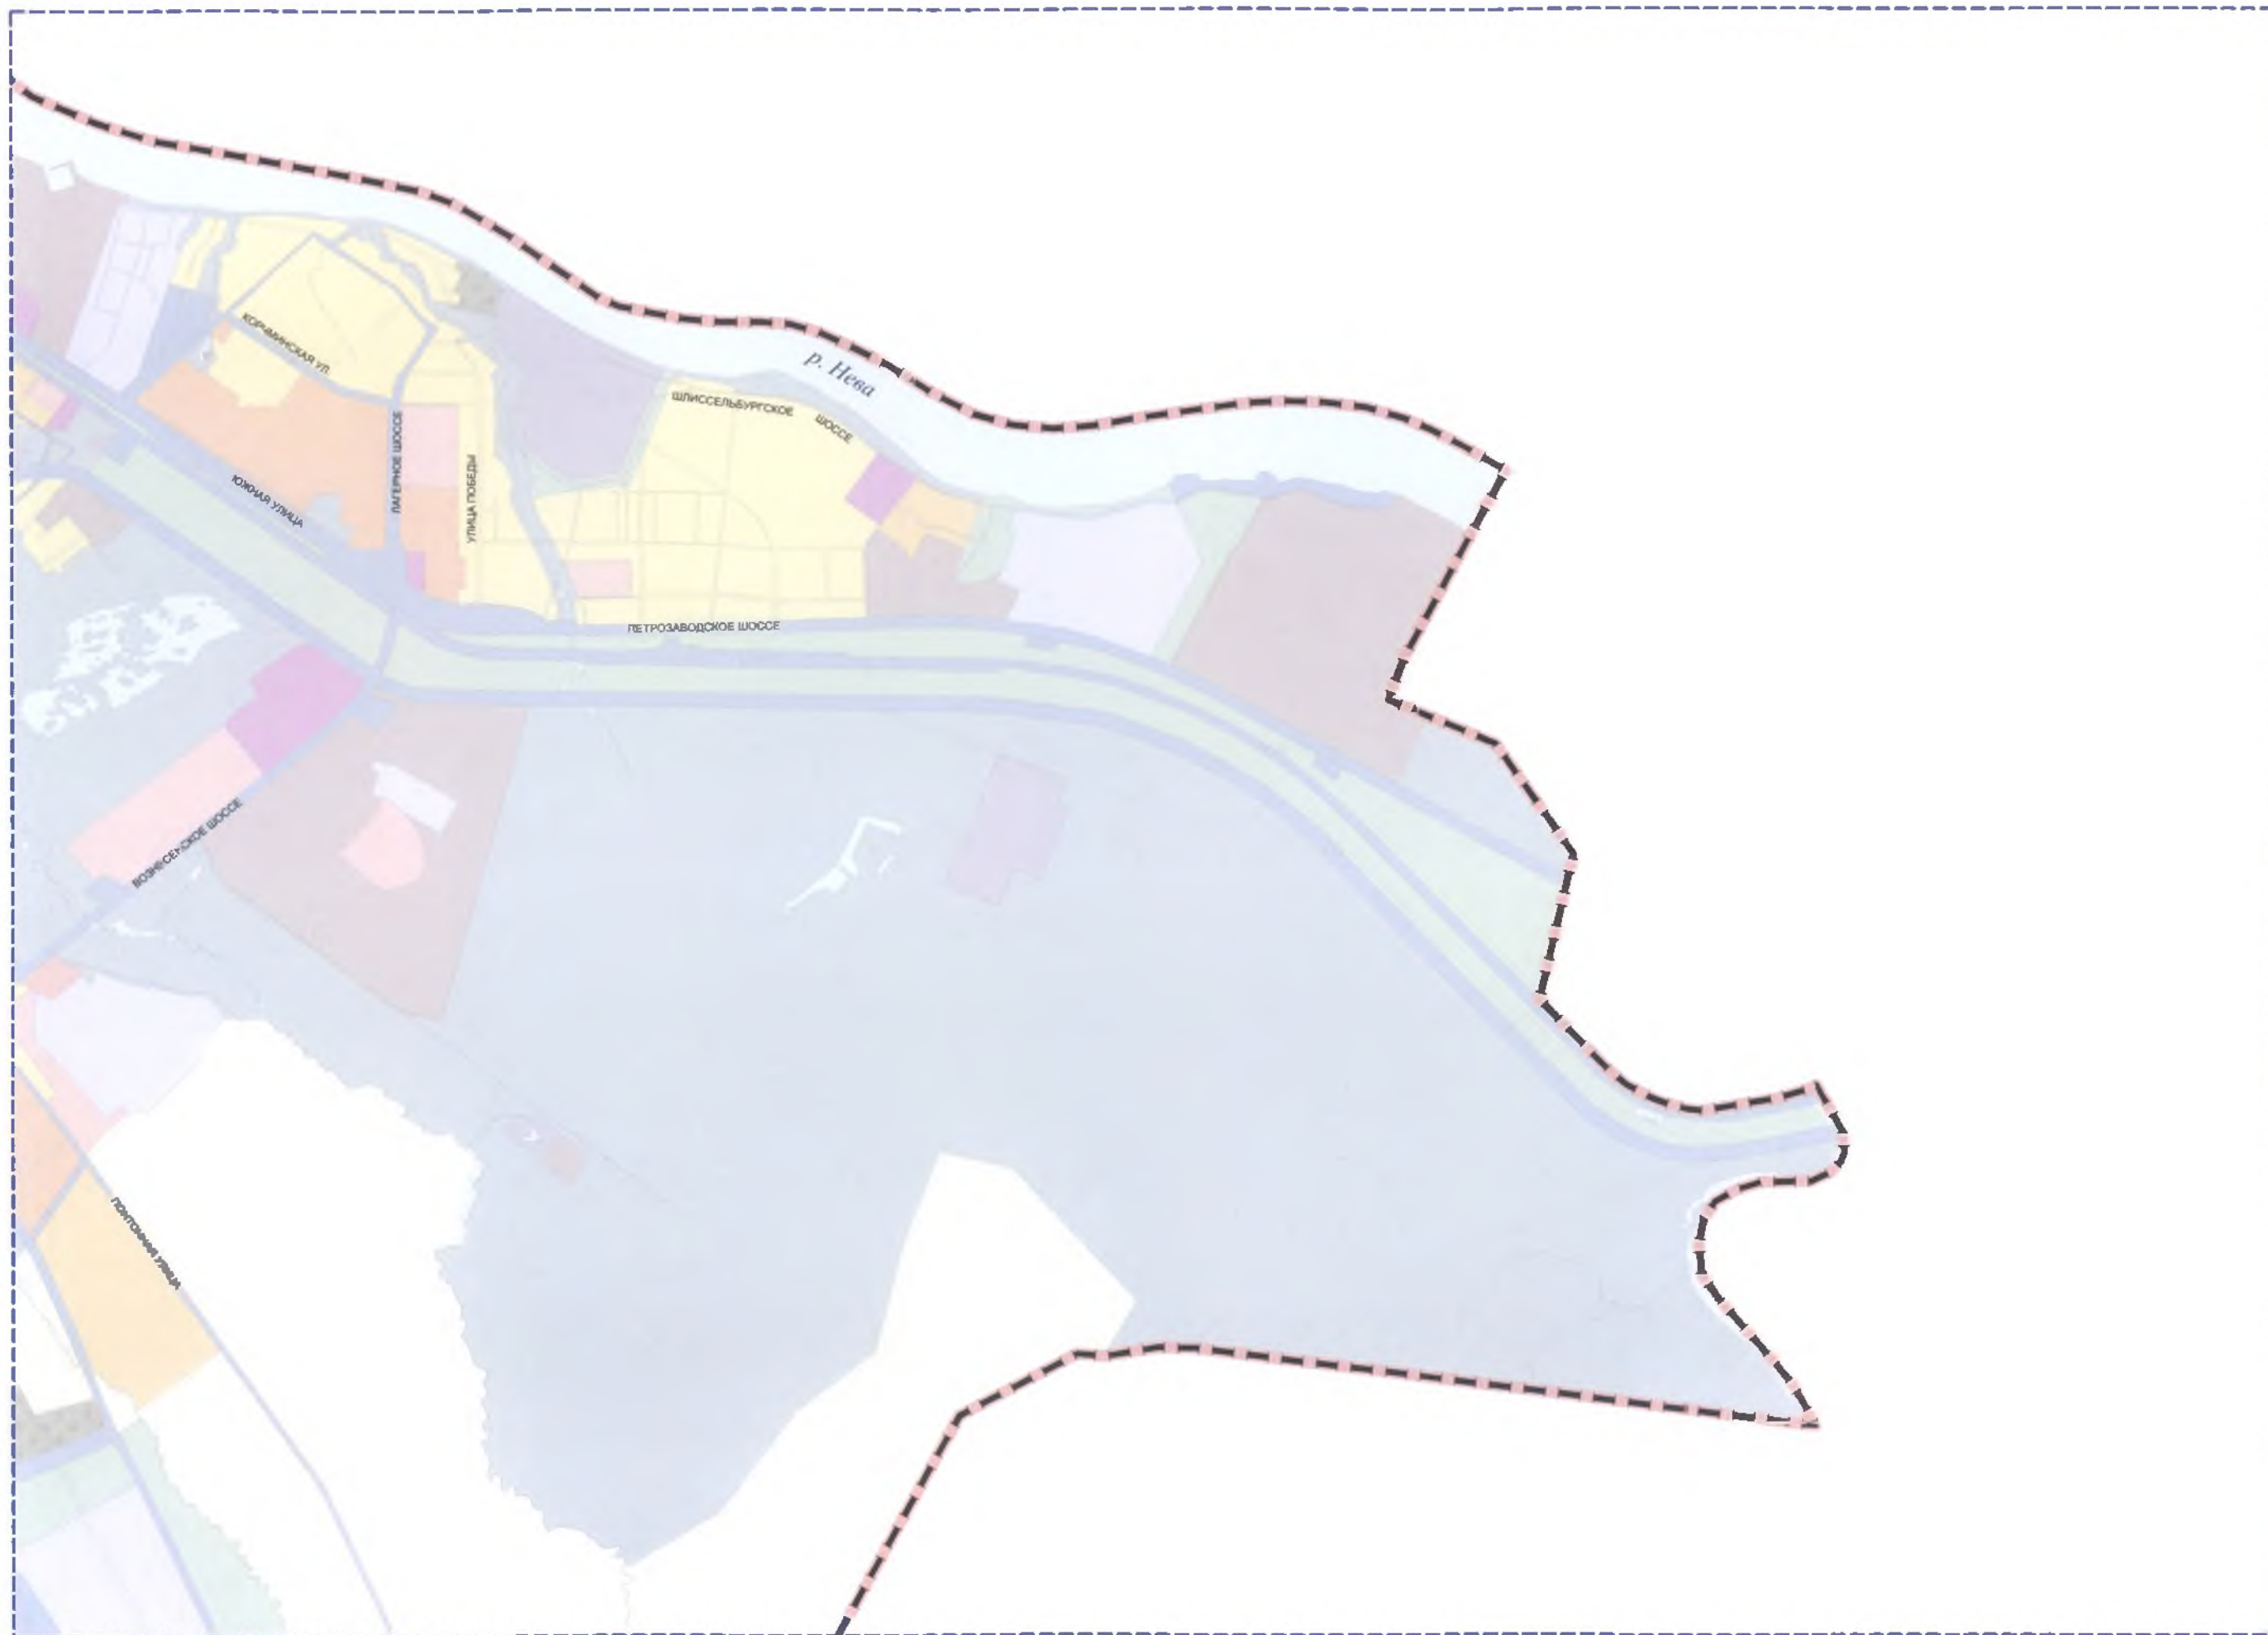 р. Нева
КОРЧМИНСКАЯ УЛ.
ШЛИССЕЛЬБУРГСКОЕ ШОССЕ
ЛАГЕРНОЕ ШОССЕ
УЛИЦА ПОБЕДЫ
ЮЖНАЯ УЛИЦА
ПЕТРОЗАВОДСКОЕ ШОССЕ
ВОЗНЕСЕНСКОЕ ШОССЕ
ПОНТОННАЯ УЛИЦА